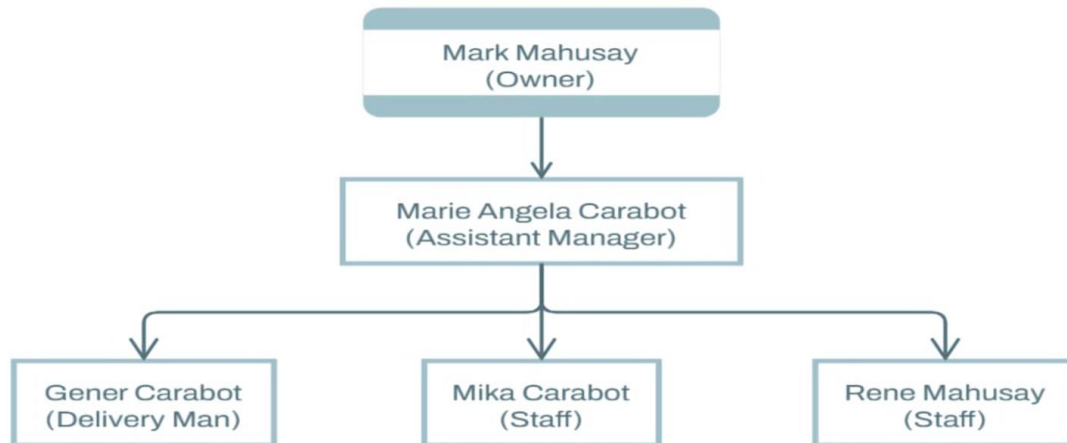 Mark Mahusay
(Owner)
Marie Angela Carabot
(Assistant Manager)
Gener Carabot
(Delivery Man)
Mika Carabot
(Staff)
Rene Mahusay
(Staff)